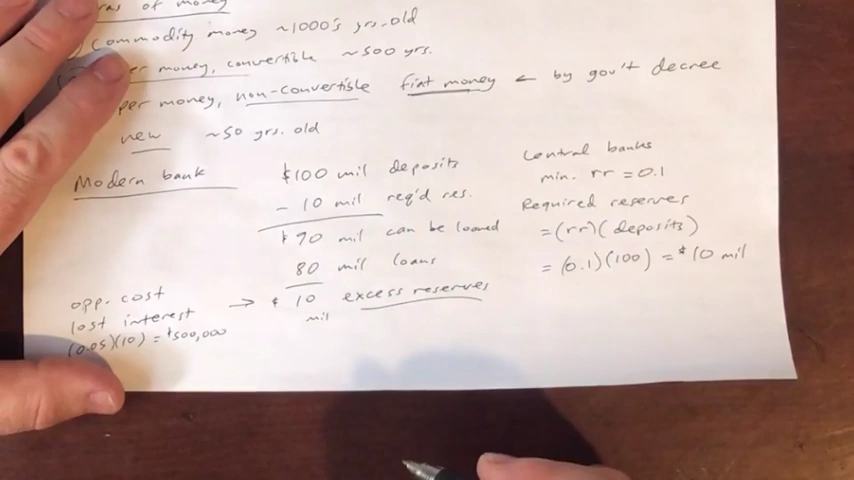 of money
Commodity money ~1000's yrs. old
money, convertible ~500 yrs.
per money, non-convertible fiat money ← by gov't decree
new ~50 yrs. old
Modern bank
$100 mil deposits
- 10 mil req'd res.
$90 mil can be loaned
80 mil loans
→ $10 excess reserves
mil
opp. cost
lost interest
(0.05)(10) = $500,000
Central banks
min. rr = 0.1
Required reserves
= (rr)(deposits)
= (0.1)(100) = $10 mil